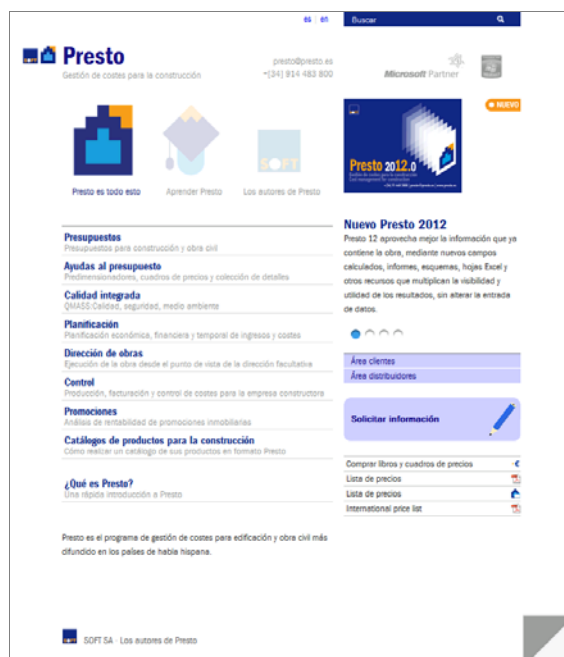 es | en
Buscar
Presto
Gestión de costes para la construcción
presto@presto.es
+[34] 914 483 800
Microsoft Partner
NUEVO
Presto 2012.0
SOFT
Presto es todo esto
Aprender Presto
Los autores de Presto
Presupuestos
Presupuestos para construcción y obra civil
Ayudas al presupuesto
Predimensionadores, cuadros de precios y colección de detalles
Calidad integrada
QMASS:Calidad, seguridad, medio ambiente
Planificación
Planificación económica, financiera y temporal de ingresos y costes
Dirección de obras
Ejecución de la obra desde el punto de vista de la dirección facultativa
Control
Producción, facturación y control de costes para la empresa constructora
Promociones
Análisis de rentabilidad de promociones inmobiliarias
Catálogos de productos para la construcción
Cómo realizar un catálogo de sus productos en formato Presto
¿Qué es Presto?
Una rápida introducción a Presto
Presto es el programa de gestión de costes para edificación y obra civil más
difundido en los países de habla hispana.
Nuevo Presto 2012
Presto 12 aprovecha mejor la información que ya
contiene la obra, mediante nuevos campos
calculados, informes, esquemas, hojas Excel y
otros recursos que multiplican la visibilidad y
utilidad de los resultados, sin alterar la entrada
de datos.
Área clientes
Área distribuidores
Solicitar información
Comprar libros y cuadros de precios
€
Lista de precios
Lista de precios
International price list
SOFT SA · Los autores de Presto